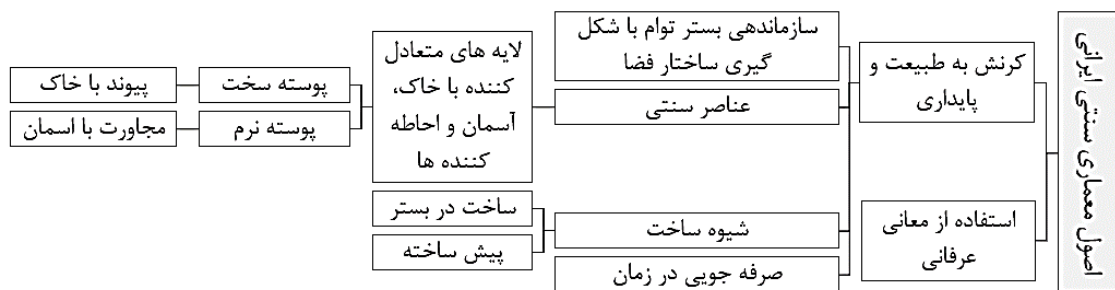 اصول معماری سنتی ایرانی
کرنش به طبیعت و
پایداری
سازماندهی بستر توام با شکل
گیری ساختار فضا
عناصر سنتی
لایه های متعادل
کننده با خاک،
آسمان و احاطه
کننده ها
پوسته سخت
پیوند با خاک
پوسته نرم
مجاورت با اسمان
شیوه ساخت
ساخت در بستر
پیش ساخته
صرفه جویی در زمان
استفاده از معانی
عرفانی